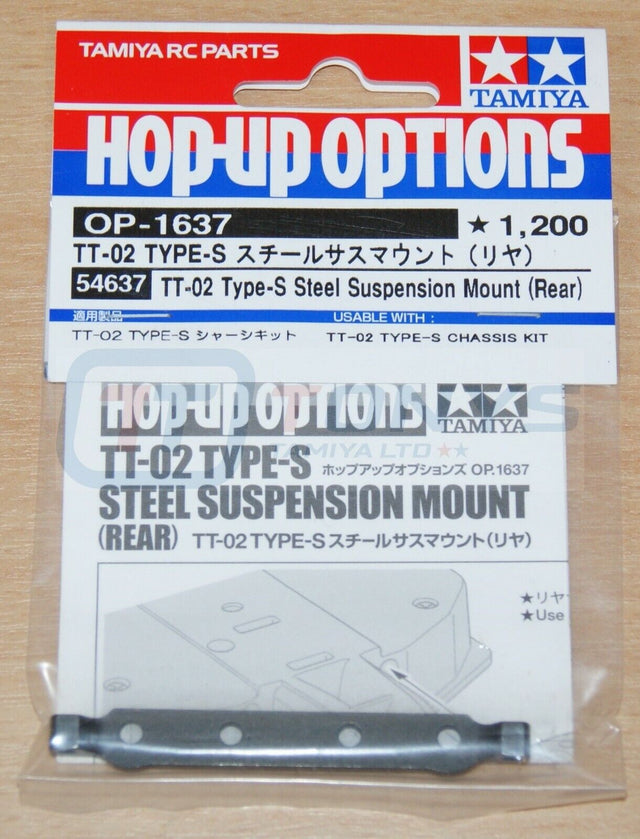 TAMIYA RC PARTS
TAMIYA
HOP-UP OPTIONS
OP-1637 ★ 1,200
TT-02 TYPE-S スチールサスマウント (リヤ)
54637 TT-02 Type-S Steel Suspension Mount (Rear)
適用製品 USABLE WITH :
TT-02 TYPE-S シャーシキット TT-02 TYPE-S CHASSIS KIT
HOP-UP OPTIONS TAMIYA
TAMIYA LTD ★★
TT-02 TYPE-S ホップアップオプションズ OP.1637
STEEL SUSPENSION MOUNT
(REAR) TT-02 TYPE-S スチールサスマウント(リヤ)
★リヤ
★Use